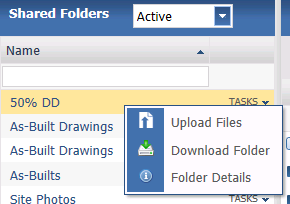 Shared Folders Active
Name
50% DD TASKS
As-Built Drawings
Upload Files
As-Built Drawings
Download Folder
As-Builts
Folder Details
Site Photos TASKS